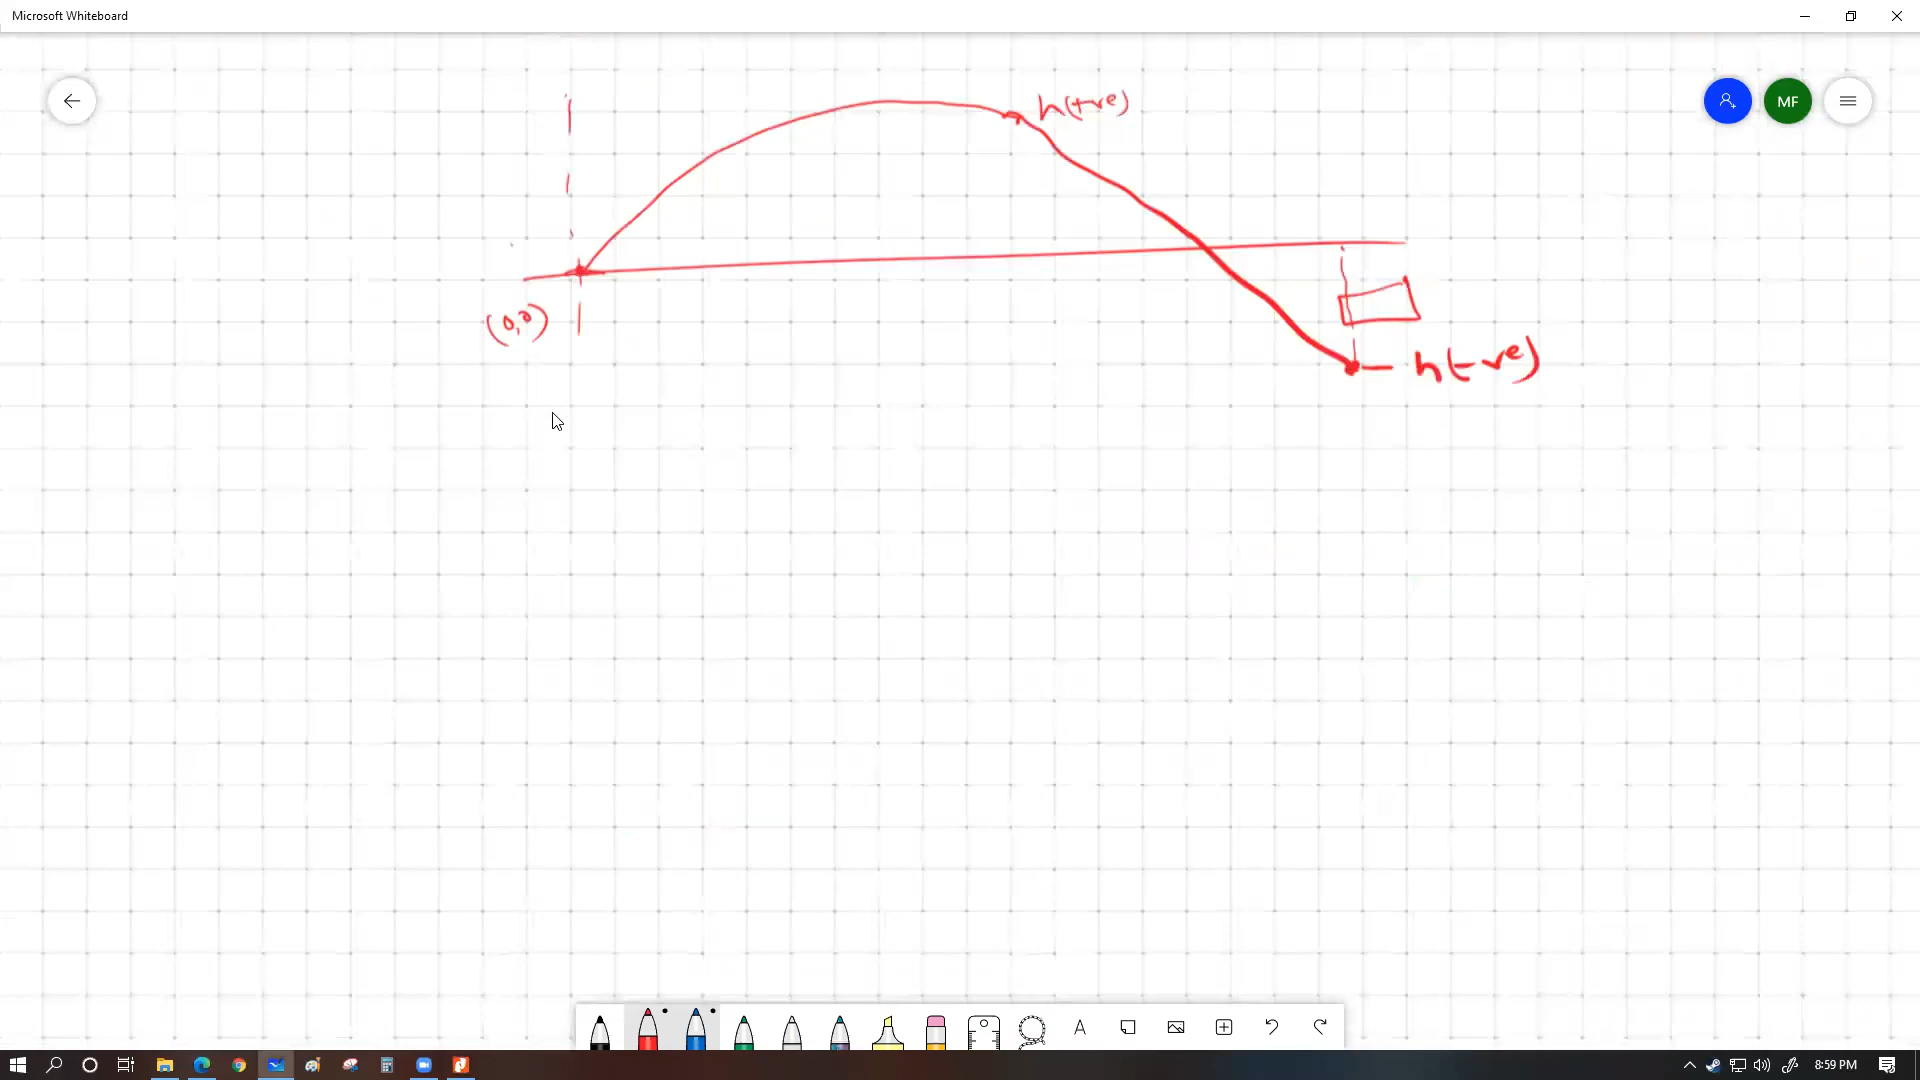 Microsoft Whiteboard
MF
h(+ve)
(0,0)
h(-ve)
A
8:59 PM